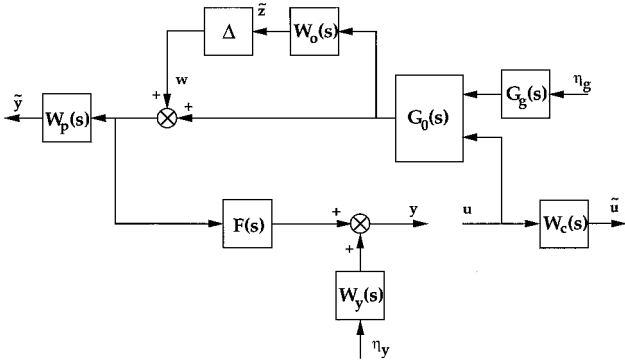 z̃
Δ
W_o(s)
w
+
+
ỹ
W_p(s)
G_0(s)
G_g(s)
η_g
F(s)
+
+
y
u
W_c(s)
ũ
W_y(s)
η_y